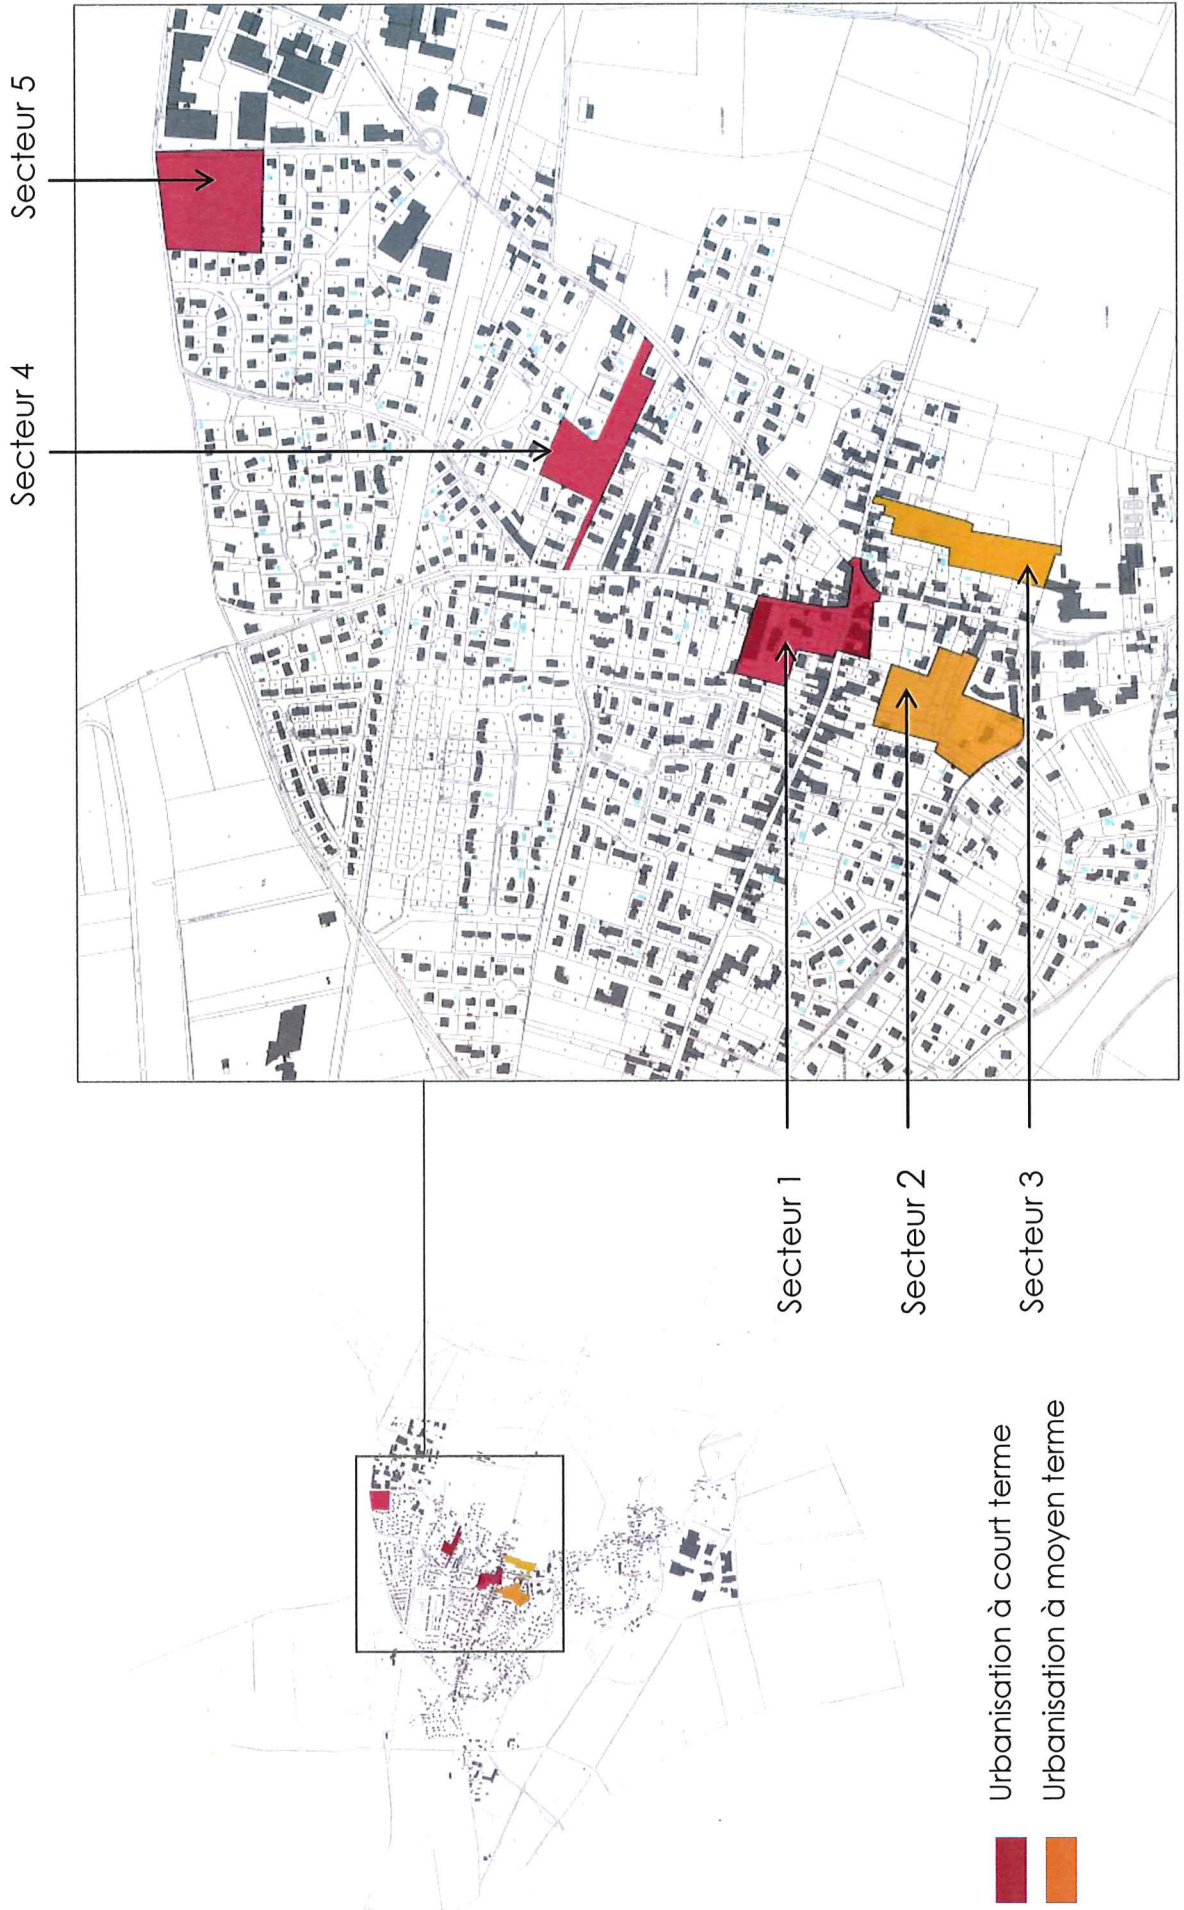 Secteur 5
Secteur 4
Secteur 1
Secteur 2
Secteur 3
Urbanisation à court terme
Urbanisation à moyen terme